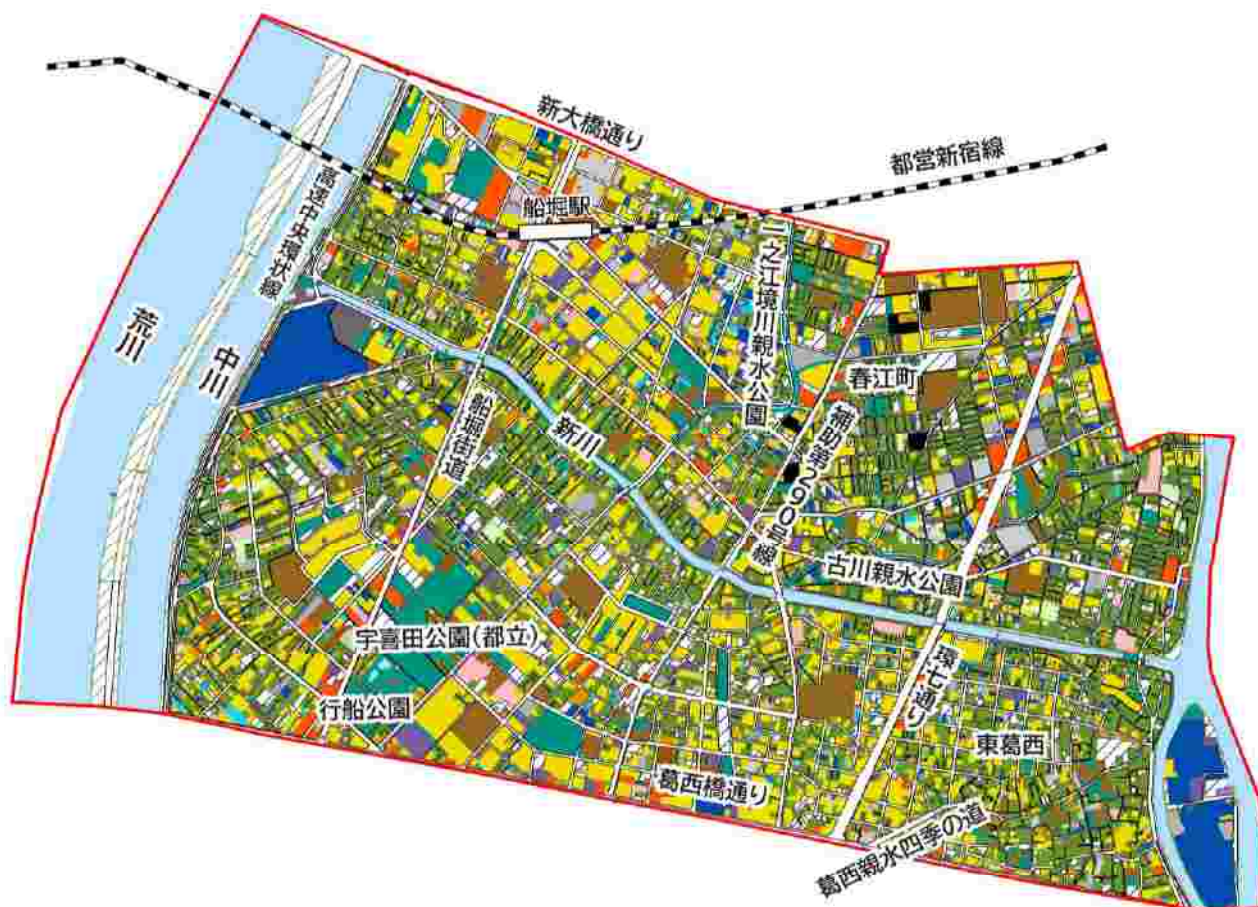 新大橋通り
都営新宿線
船堀駅
高速中央環状線
一之江境川親水公園
荒川
中川
春江町
船堀街道
新川
補助第290号線
古川親水公園
宇喜田公園(都立)
環七通り
行船公園
東葛西
葛西橋通り
葛西親水四季の道